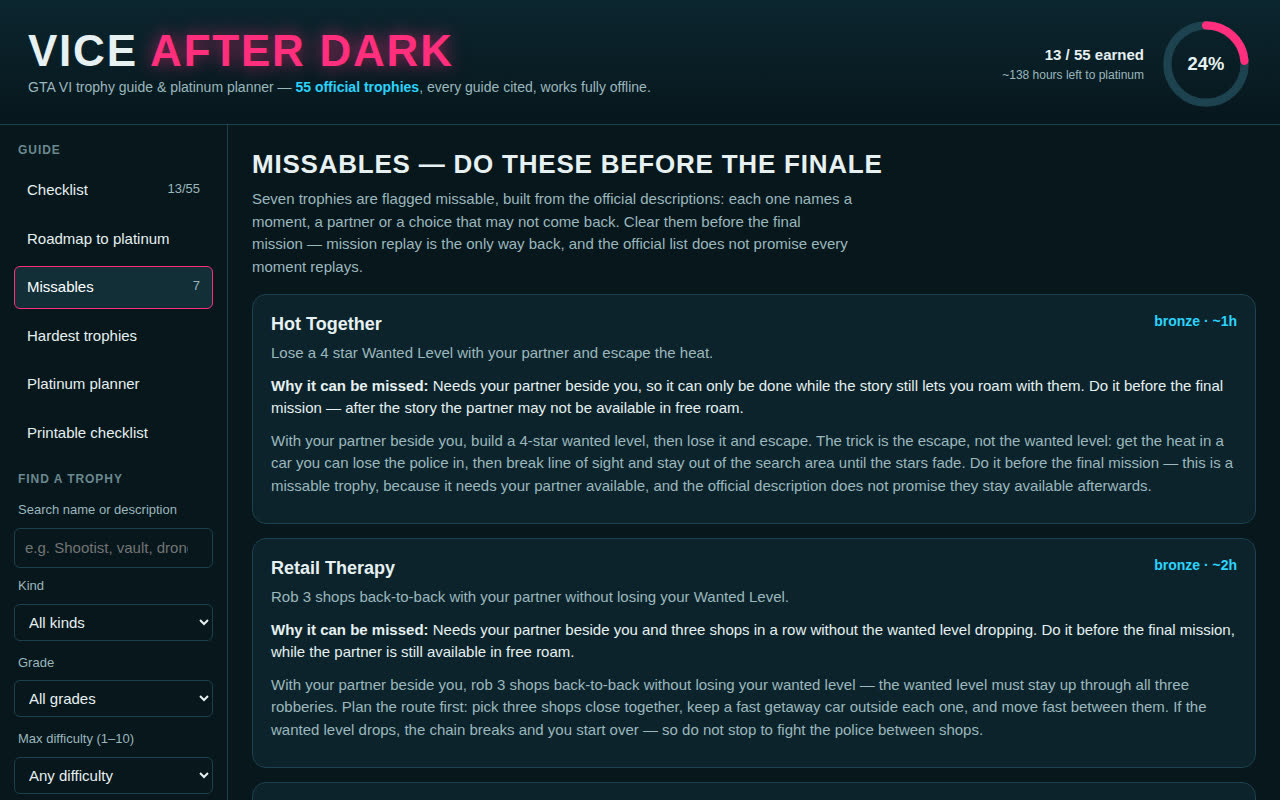 VICE AFTER DARK
GTA VI trophy guide & platinum planner — 55 official trophies, every guide cited, works fully offline.
13 / 55 earned
~138 hours left to platinum
24%
GUIDE
Checklist 13/55
Roadmap to platinum
Missables 7
Hardest trophies
Platinum planner
Printable checklist
FIND A TROPHY
Search name or description
e.g. Shootist, vault, dron
Kind
All kinds
Grade
All grades
Max difficulty (1–10)
Any difficulty
MISSABLES — DO THESE BEFORE THE FINALE
Seven trophies are flagged missable, built from the official descriptions: each one names a
moment, a partner or a choice that may not come back. Clear them before the final
mission — mission replay is the only way back, and the official list does not promise every
moment replays.
Hot Together
bronze · ~1h
Lose a 4 star Wanted Level with your partner and escape the heat.
Why it can be missed: Needs your partner beside you, so it can only be done while the story still lets you roam with them. Do it before the final
mission — after the story the partner may not be available in free roam.
With your partner beside you, build a 4-star wanted level, then lose it and escape. The trick is the escape, not the wanted level: get the heat in a
car you can lose the police in, then break line of sight and stay out of the search area until the stars fade. Do it before the final mission — this is a
missable trophy, because it needs your partner available, and the official description does not promise they stay available afterwards.
Retail Therapy
bronze · ~2h
Rob 3 shops back-to-back with your partner without losing your Wanted Level.
Why it can be missed: Needs your partner beside you and three shops in a row without the wanted level dropping. Do it before the final mission,
while the partner is still available in free roam.
With your partner beside you, rob 3 shops back-to-back without losing your wanted level — the wanted level must stay up through all three
robberies. Plan the route first: pick three shops close together, keep a fast getaway car outside each one, and move fast between them. If the
wanted level drops, the chain breaks and you start over — so do not stop to fight the police between shops.